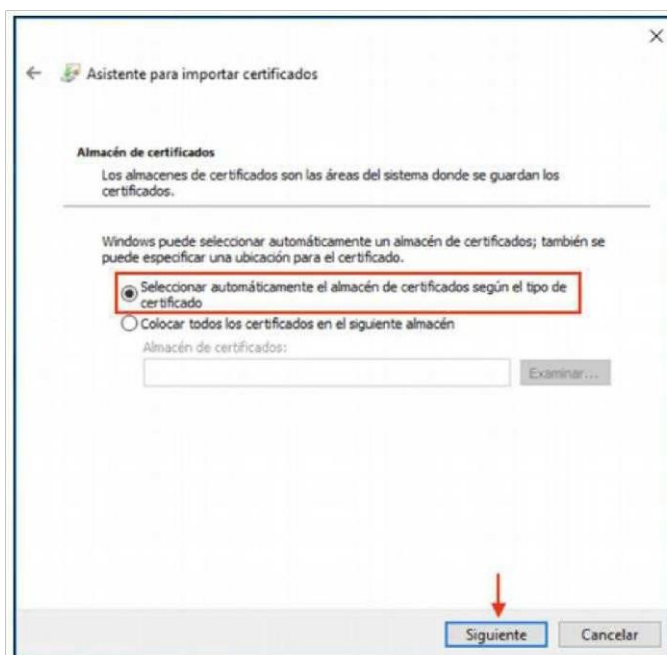 Asistente para importar certificados
Almacén de certificados
Los almacenes de certificados son las áreas del sistema donde se guardan los
certificados.
Windows puede seleccionar automáticamente un almacén de certificados; también se
puede especificar una ubicación para el certificado.
Seleccionar automáticamente el almacén de certificados según el tipo de
certificado
Colocar todos los certificados en el siguiente almacén
Almacén de certificados:
Examinar...
Siguiente
Cancelar